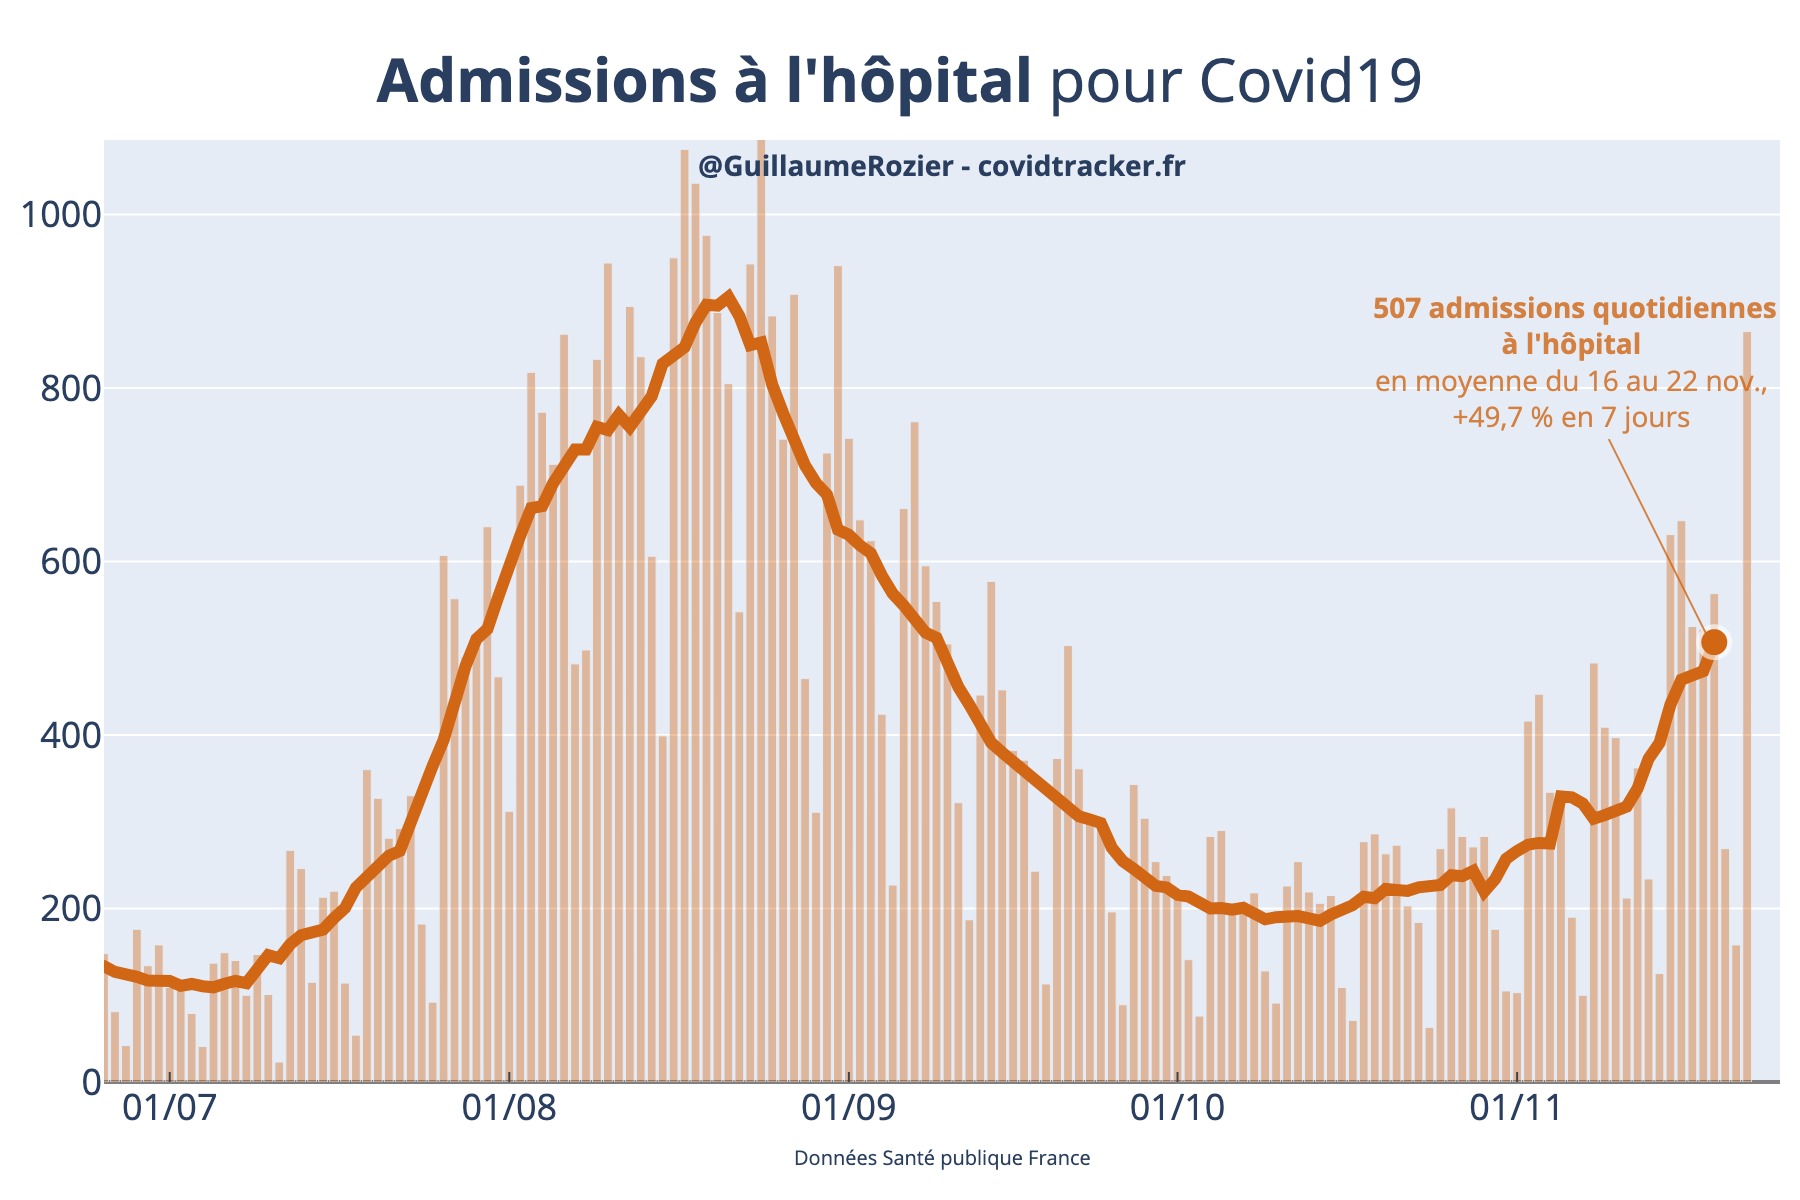 Admissions à l'hôpital pour Covid19
@GuillaumeRozier - covidtracker.fr
1000
800
600
400
200
0
507 admissions quotidiennes
à l'hôpital
en moyenne du 16 au 22 nov.,
+49,7 % en 7 jours
01/07
01/08
01/09
01/10
01/11
Données Santé publique France